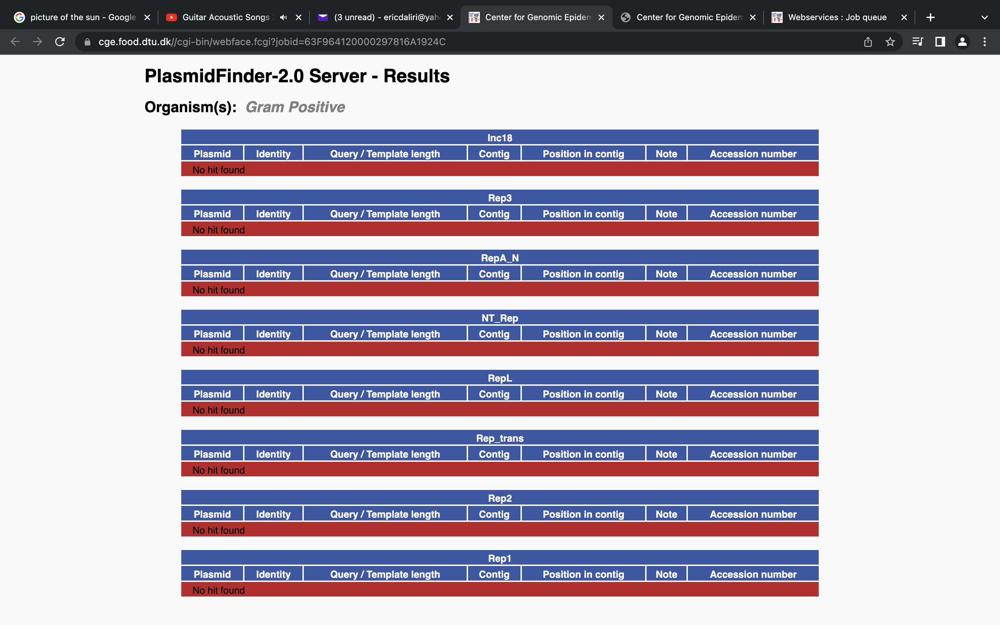 picture of the sun - Google
Guitar Acoustic Songs
(3 unread) - ericdaliri@yah
Center for Genomic Epidem
Center for Genomic Epidem
Webservices : Job queue
cge.food.dtu.dk//cgi-bin/webface.fcgi?jobid=63F964120000297816A1924C
PlasmidFinder-2.0 Server - Results
Organism(s): Gram Positive
Inc18
Plasmid Identity Query / Template length Contig Position in contig Note Accession number
No hit found
Rep3
Plasmid Identity Query / Template length Contig Position in contig Note Accession number
No hit found
RepA_N
Plasmid Identity Query / Template length Contig Position in contig Note Accession number
No hit found
NT_Rep
Plasmid Identity Query / Template length Contig Position in contig Note Accession number
No hit found
RepL
Plasmid Identity Query / Template length Contig Position in contig Note Accession number
No hit found
Rep_trans
Plasmid Identity Query / Template length Contig Position in contig Note Accession number
No hit found
Rep2
Plasmid Identity Query / Template length Contig Position in contig Note Accession number
No hit found
Rep1
Plasmid Identity Query / Template length Contig Position in contig Note Accession number
No hit found